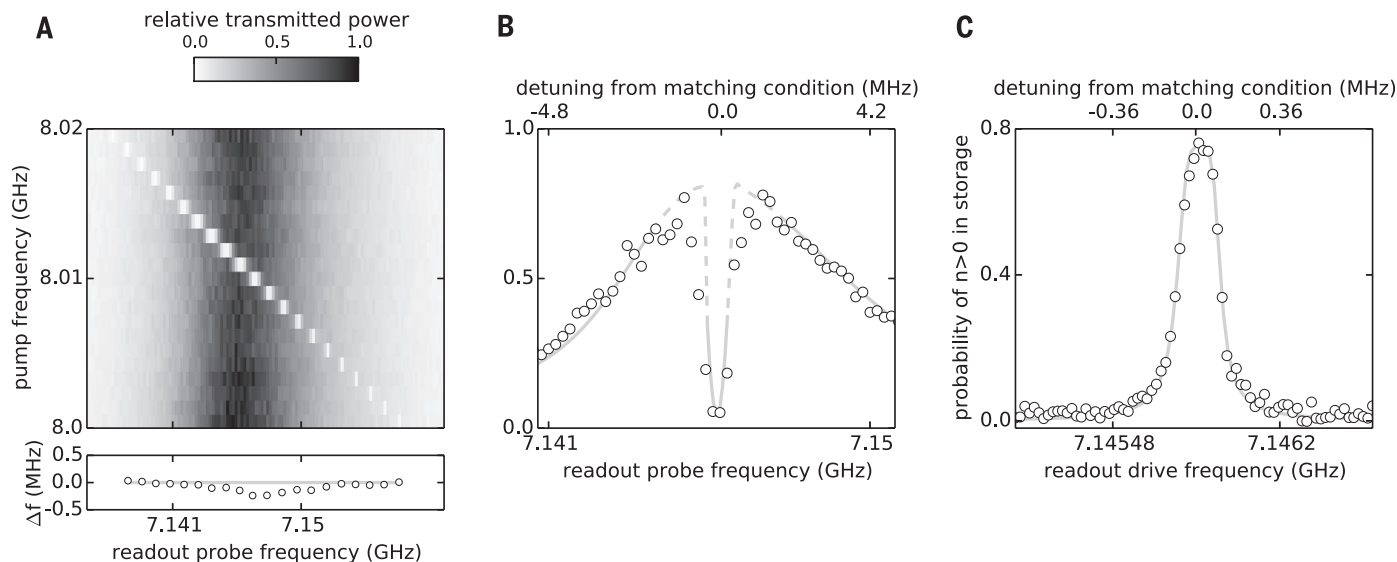 A
relative transmitted power
0.0 0.5 1.0
8.02
8.01
8.0
pump frequency (GHz)
0.5
0.0
-0.5
Δf (MHz)
7.141 7.15
readout probe frequency (GHz)
B
detuning from matching condition (MHz)
-4.8 0.0 4.2
1.0
0.5
0.0
7.141 7.15
readout probe frequency (GHz)
C
detuning from matching condition (MHz)
-0.36 0.0 0.36
0.8
0.4
0.0
probability of n>0 in storage
7.14548 7.1462
readout drive frequency (GHz)